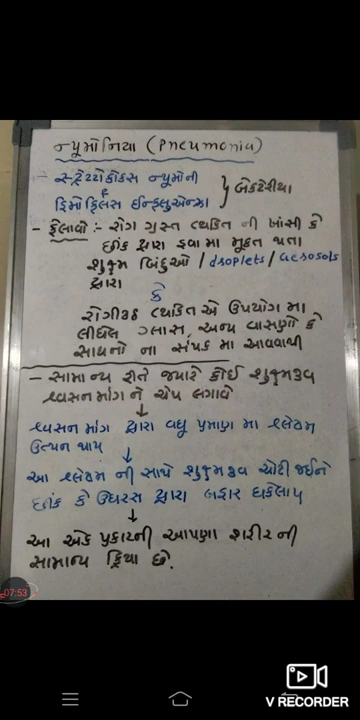 ન્યૂમોનિયા (Pneumonia)
- સ્ટ્રેપ્ટોકોકસ ન્યૂમોની
&
હિમોફિલસ ઈન્ફ્લુએન્ઝા } બેક્ટેરીયા
- ફેલાવો :- રોગ ગ્રસ્ત વ્યકિત ની ખાંસી કે
છીંક દ્વારા હવા મા મૂકત થતા
સુક્ષ્મ બિંદુઓ / droplets / aerosols
દ્વારા
કે
રોગીષ્ઠ વ્યકિત એ ઉપયોગ મા
લીધેલ ગ્લાસ, અન્ય વાસણો કે
સાધનો ના સંપર્ક મા આવવાથી
- સામાન્ય રીતે જ્યારે કોઈ સુક્ષ્મજીવ
શ્વસન માંગ ને ચેપ લગાવે
↓
શ્વસન માંગ દ્વારા વધુ પ્રમાણ મા શ્લેષ્મ
ઉત્પન થાય
↓
આ શ્લેષ્મ ની સાથે સુક્ષ્મજીવ ચોટી જઈને
છીંક કે ઉધરસ દ્વારા બહાર ધકેલાય
↓
આ એક પ્રકારની આપણા શરીર ની
સામાન્ય ક્રિયા છે.
07:53
V RECORDER